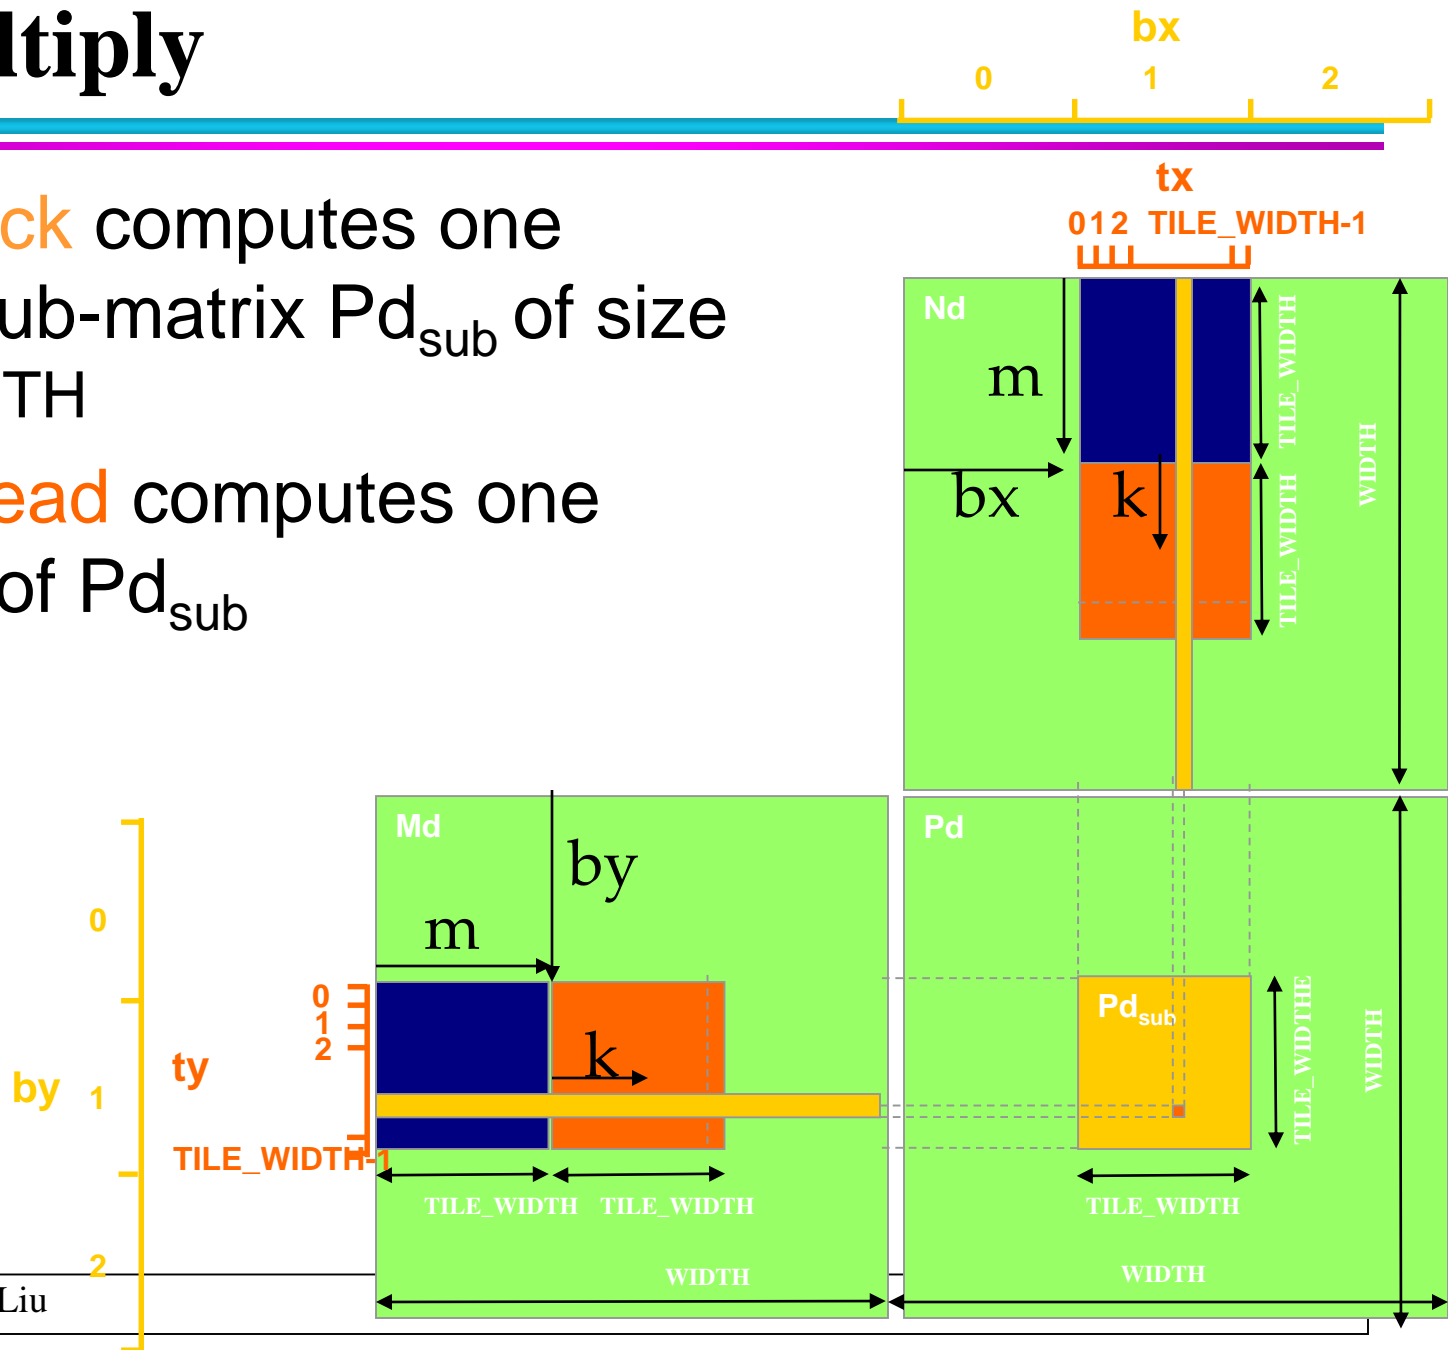 ltiply
bx
0 1 2
tx
0 1 2 TILE_WIDTH-1
ck computes one
ub-matrix Pdsub of size
TH
ead computes one
of Pdsub
Nd
m
bx
k
TILE_WIDTH
TILE_WIDTH
WIDTH
Md
by
m
k
TILE_WIDTH TILE_WIDTH
WIDTH
Pd
Pdsub
TILE_WIDTHE
WIDTH
TILE_WIDTH
WIDTH
by
0
1
2
ty
0
1
2
TILE_WIDTH-1
Liu